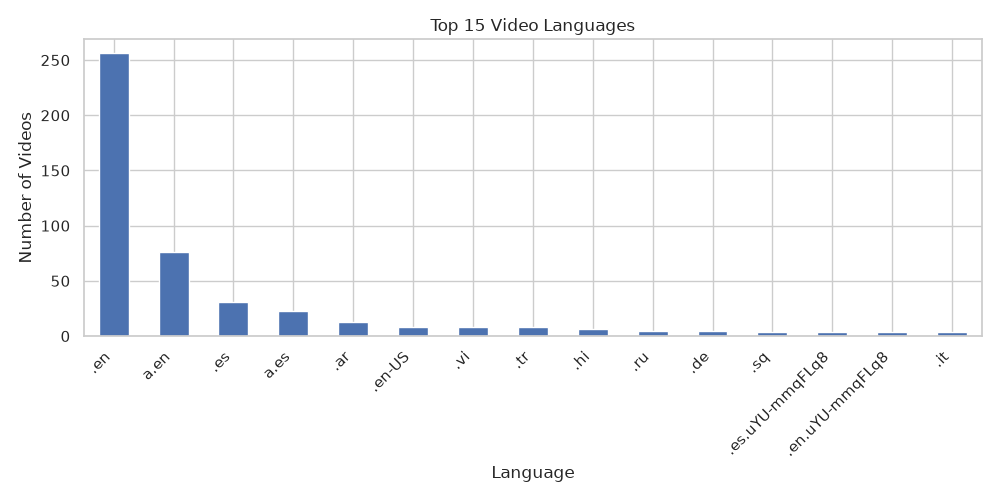 Top 15 Video Languages
Number of Videos
250
200
150
100
50
0
.en
a.en
.es
a.es
.ar
.en-US
.vi
.tr
.hi
.ru
.de
.sq
.es.uYU-mmqFLq8
.en.uYU-mmqFLq8
.it
Language